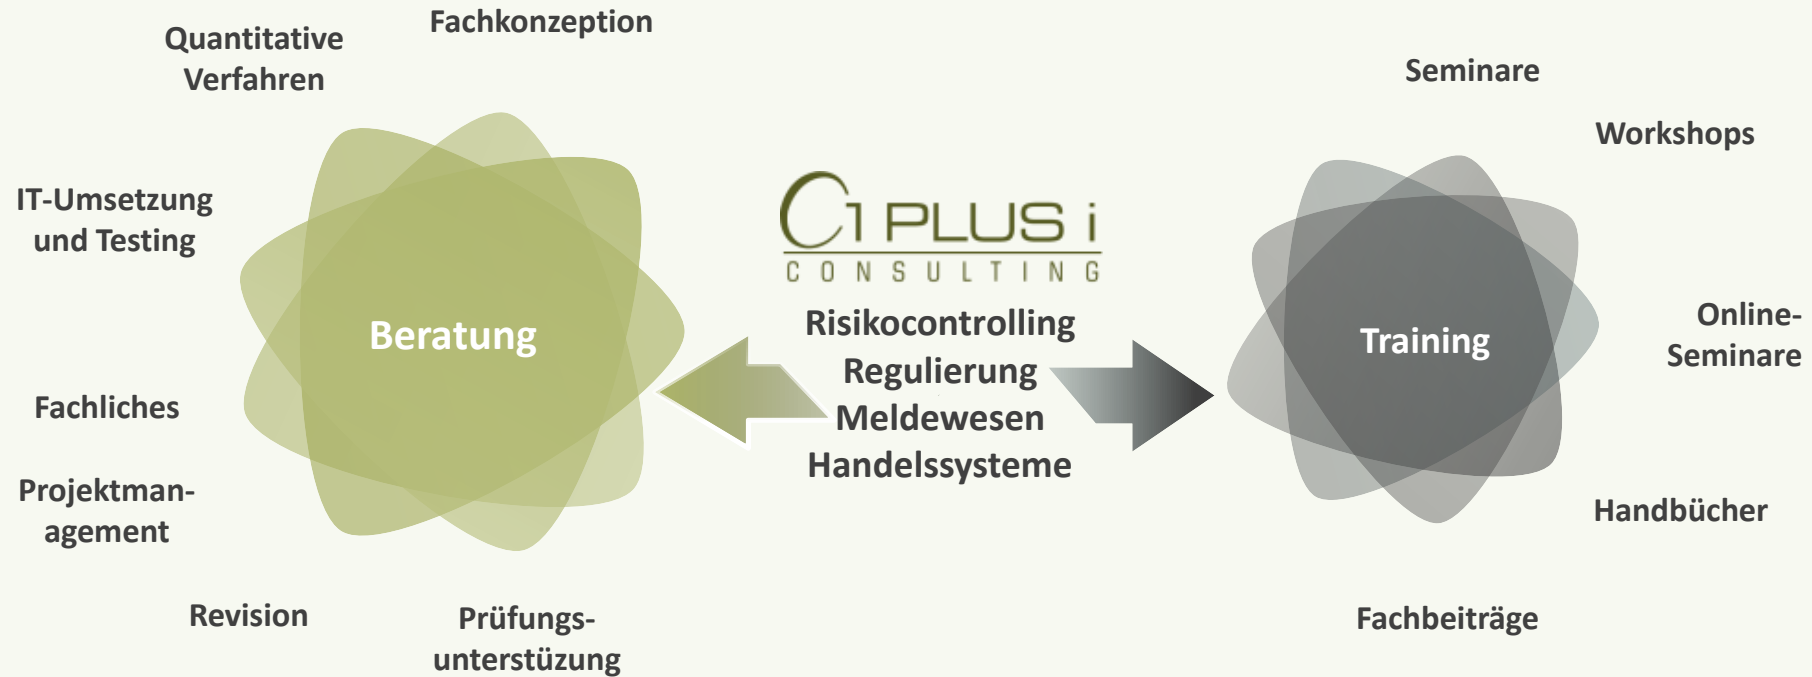 Fachkonzeption
Quantitative
Verfahren
IT-Umsetzung
und Testing
Beratung
Fachliches
Projektman-
agement
Revision
Prüfungs-
unterstüzung
1 PLUS i
CONSULTING
Risikocontrolling
Regulierung
Meldewesen
Handelssysteme
Seminare
Workshops
Training
Online-
Seminare
Handbücher
Fachbeiträge